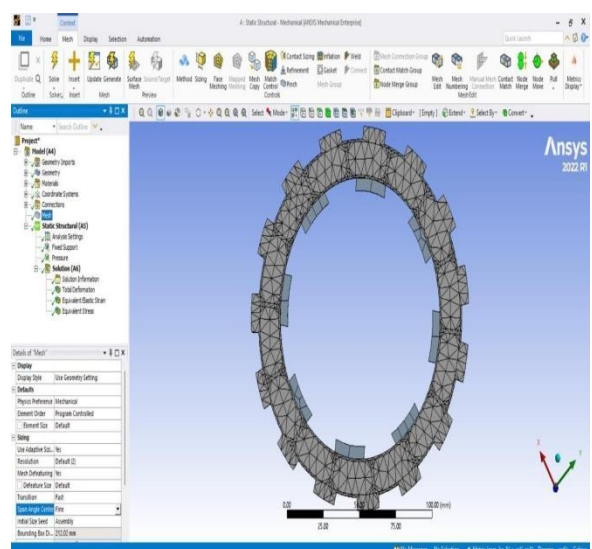 Context
A : Static Structural - Mechanical [ANSYS Mechanical Enterprise]
File Home Mesh Display Selection Automation
Quick Launch
Duplicate Q
Outline
Solve
Solver
Insert
Insert
Update Generate
Mesh
Surface Mesh
Source/Target
Preview
Method Sizing Face Meshing Mapped Meshing Mesh Copy Match Control Contact Sizing Refinement Pinch Inflation Gasket Weld Connect
Controls
Mesh Connection Group
Contact Match Group
Node Merge Group
Mesh Group
Mesh Edit Mesh Numbering Manual Mesh Connection Contact Match Node Merge Node Move Pull
Mesh Edit
Metrics Display
Outline
Name Search Outline
Select Mode Clipboard [Empty] Extend Select By Convert
Project*
Model (A4)
Geometry Imports
Geometry
Materials
Coordinate Systems
Connections
Mesh
Static Structural (A5)
Analysis Settings
Fixed Support
Pressure
Solution (A6)
Solution Information
Total Deformation
Equivalent Elastic Strain
Equivalent Stress
Ansys
2022 R1
Details of "Mesh"
Display
Display Style Use Geometry Setting
Defaults
Physics Preference Mechanical
Element Order Program Controlled
Element Size Default
Sizing
Use Adaptive Siz... Yes
Resolution Default (2)
Mesh Defeaturing Yes
Defeature Size Default
Transition Fast
Span Angle Center Fine
Initial Size Seed Assembly
Bounding Box Di... 212.02 mm
0.00 100.00 (mm)
25.00 75.00
X
Y